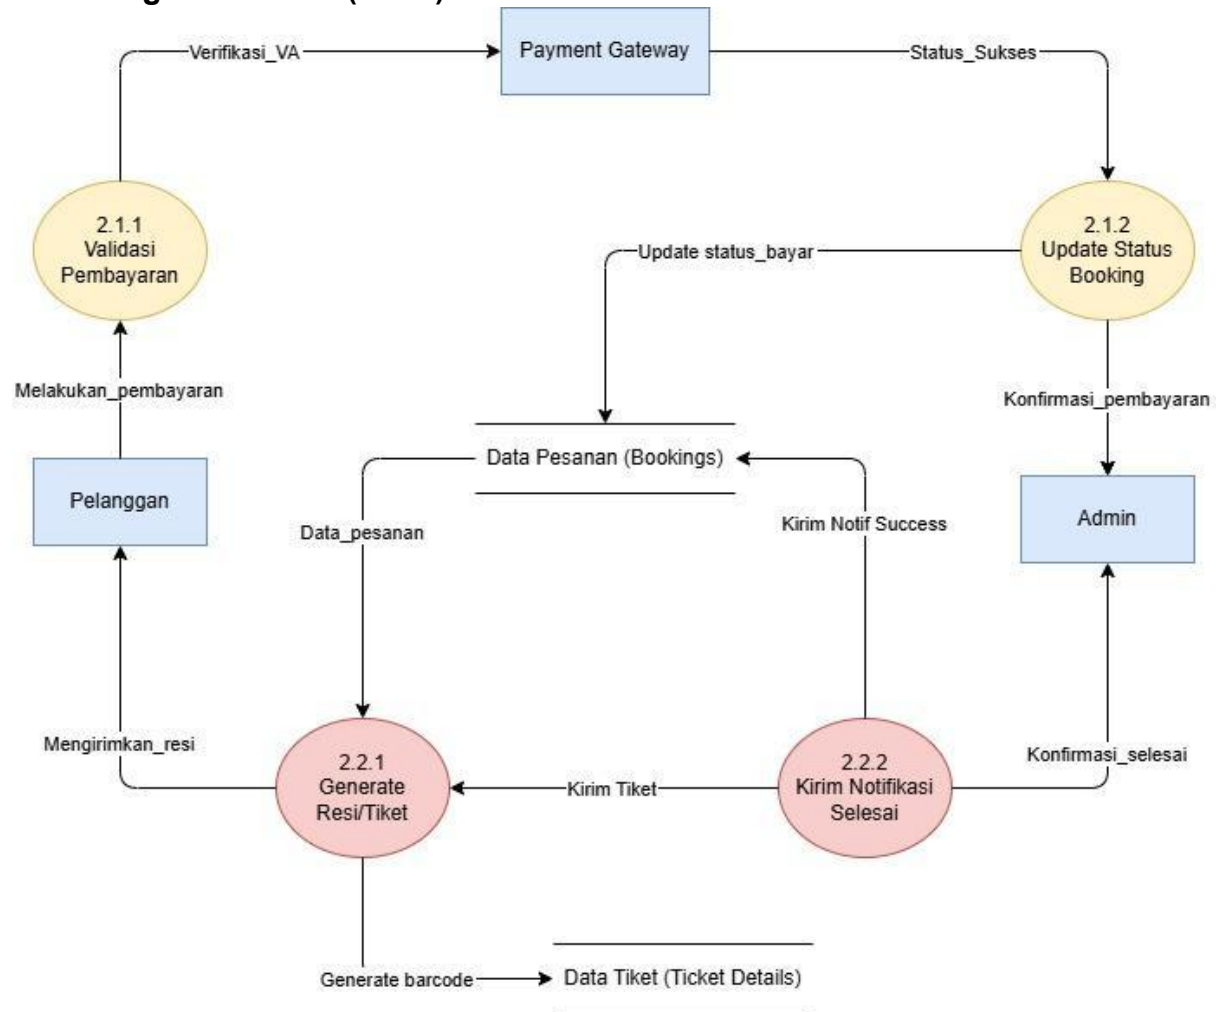 Verifikasi_VA
Payment Gateway
Status_Sukses
2.1.1
Validasi
Pembayaran
2.1.2
Update Status
Booking
Update status_bayar
Melakukan_pembayaran
Konfirmasi_pembayaran
Data Pesanan (Bookings)
Pelanggan
Admin
Data_pesanan
Kirim Notif Success
Mengirimkan_resi
2.2.1
Generate
Resi/Tiket
Kirim Tiket
2.2.2
Kirim Notifikasi
Selesai
Konfirmasi_selesai
Generate barcode
Data Tiket (Ticket Details)